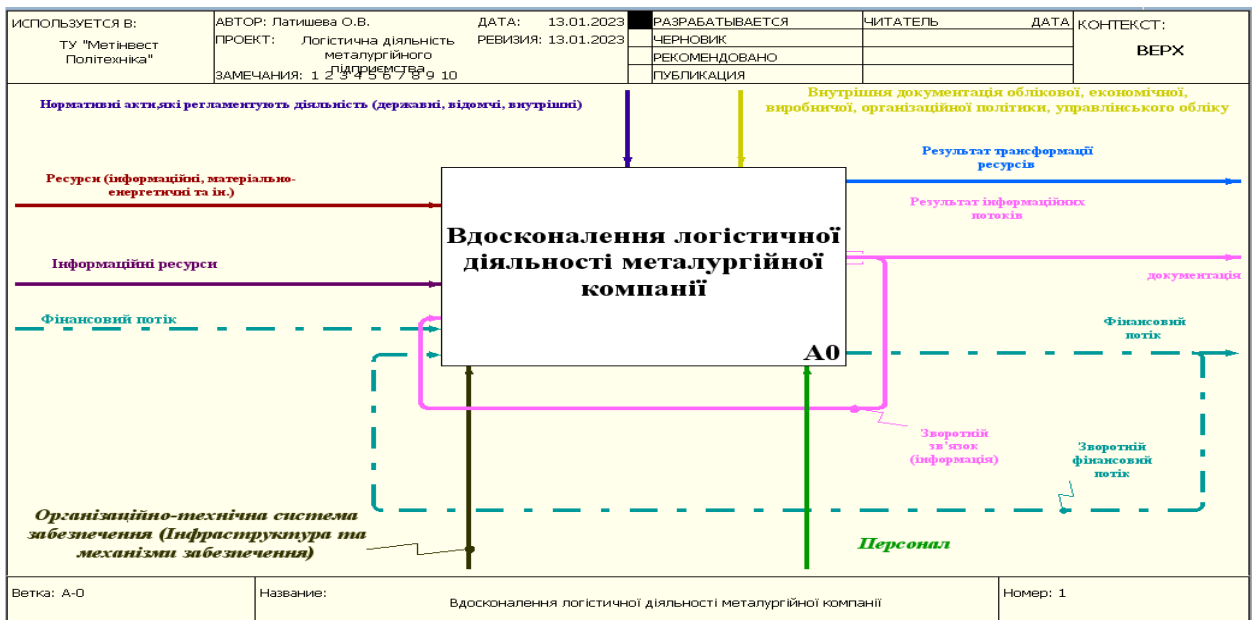 ИСПОЛЬЗУЕТСЯ В:
ТУ "Метінвест
Політехніка"
АВТОР: Латишева О.В.
ДАТА: 13.01.2023
ПРОЕКТ: Логістична діяльність
металургійного
підприємства
РЕВИЗИЯ: 13.01.2023
ЗАМЕЧАНИЯ: 1 2 3 4 5 6 7 8 9 10
РАЗРАБАТЫВАЕТСЯ
ЧЕРНОВИК
РЕКОМЕНДОВАНО
ПУБЛИКАЦИЯ
ЧИТАТЕЛЬ
ДАТА
КОНТЕКСТ:
ВЕРХ
Нормативні акти,які регламентують діяльність (державні, відомчі, внутрішні)
Внутрішня документація облікової, економічної,
виробничої, організаційної політики, управлінського обліку
Результат трансформації
ресурсів
Ресурси (інформаційні, матеріально-
енергетичні та ін.)
Результат інформаційних
потоків
Вдосконалення логістичної
діяльності металургійної
компанії
A0
Інформаційні ресурси
документація
Фінансовий потік
Фінансовий
потік
Зворотній
зв'язок
(інформація)
Зворотній
фінансовий
потік
Організаційно-технічна система
забезпечення (Інфраструктура та
механізми забезпечення)
Персонал
Ветка: A-0
Название:
Вдосконалення логістичної діяльності металургійної компанії
Номер: 1